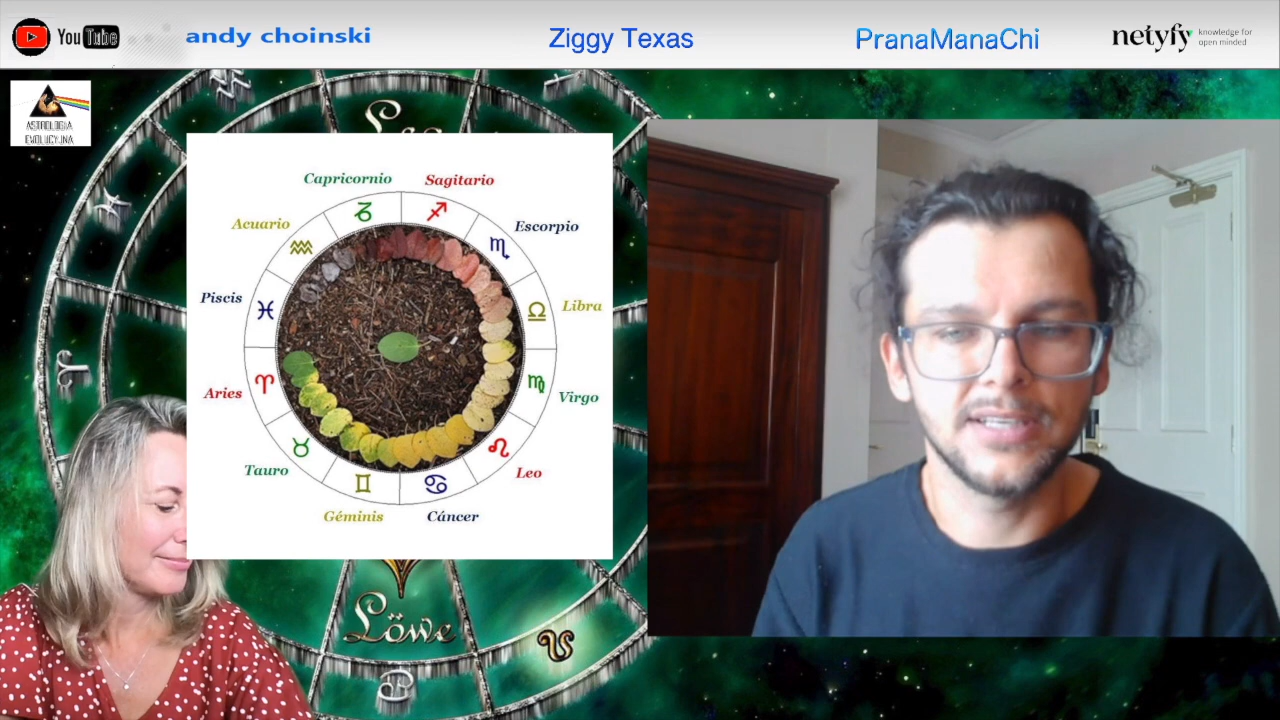 YouTube
andy choinski
Ziggy Texas
PranaManaChi
netyfy
knowledge for
open minded
ASTROLOGIA
EWOLUCYJNA
Capricornio
Sagitario
Acuario
Escorpio
Piscis
Libra
Aries
Virgo
Tauro
Leo
Géminis
Cáncer
Löwe